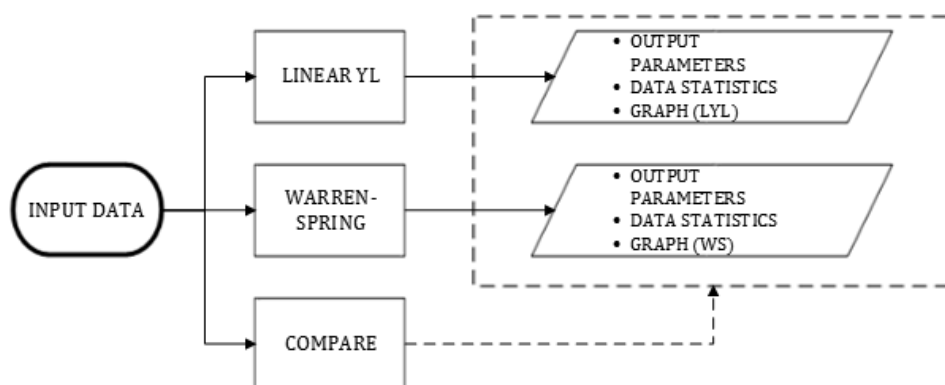 LINEAR YL
• OUTPUT
PARAMETERS
• DATA STATISTICS
• GRAPH (LYL)
INPUT DATA
WARREN-
SPRING
• OUTPUT
PARAMETERS
• DATA STATISTICS
• GRAPH (WS)
COMPARE